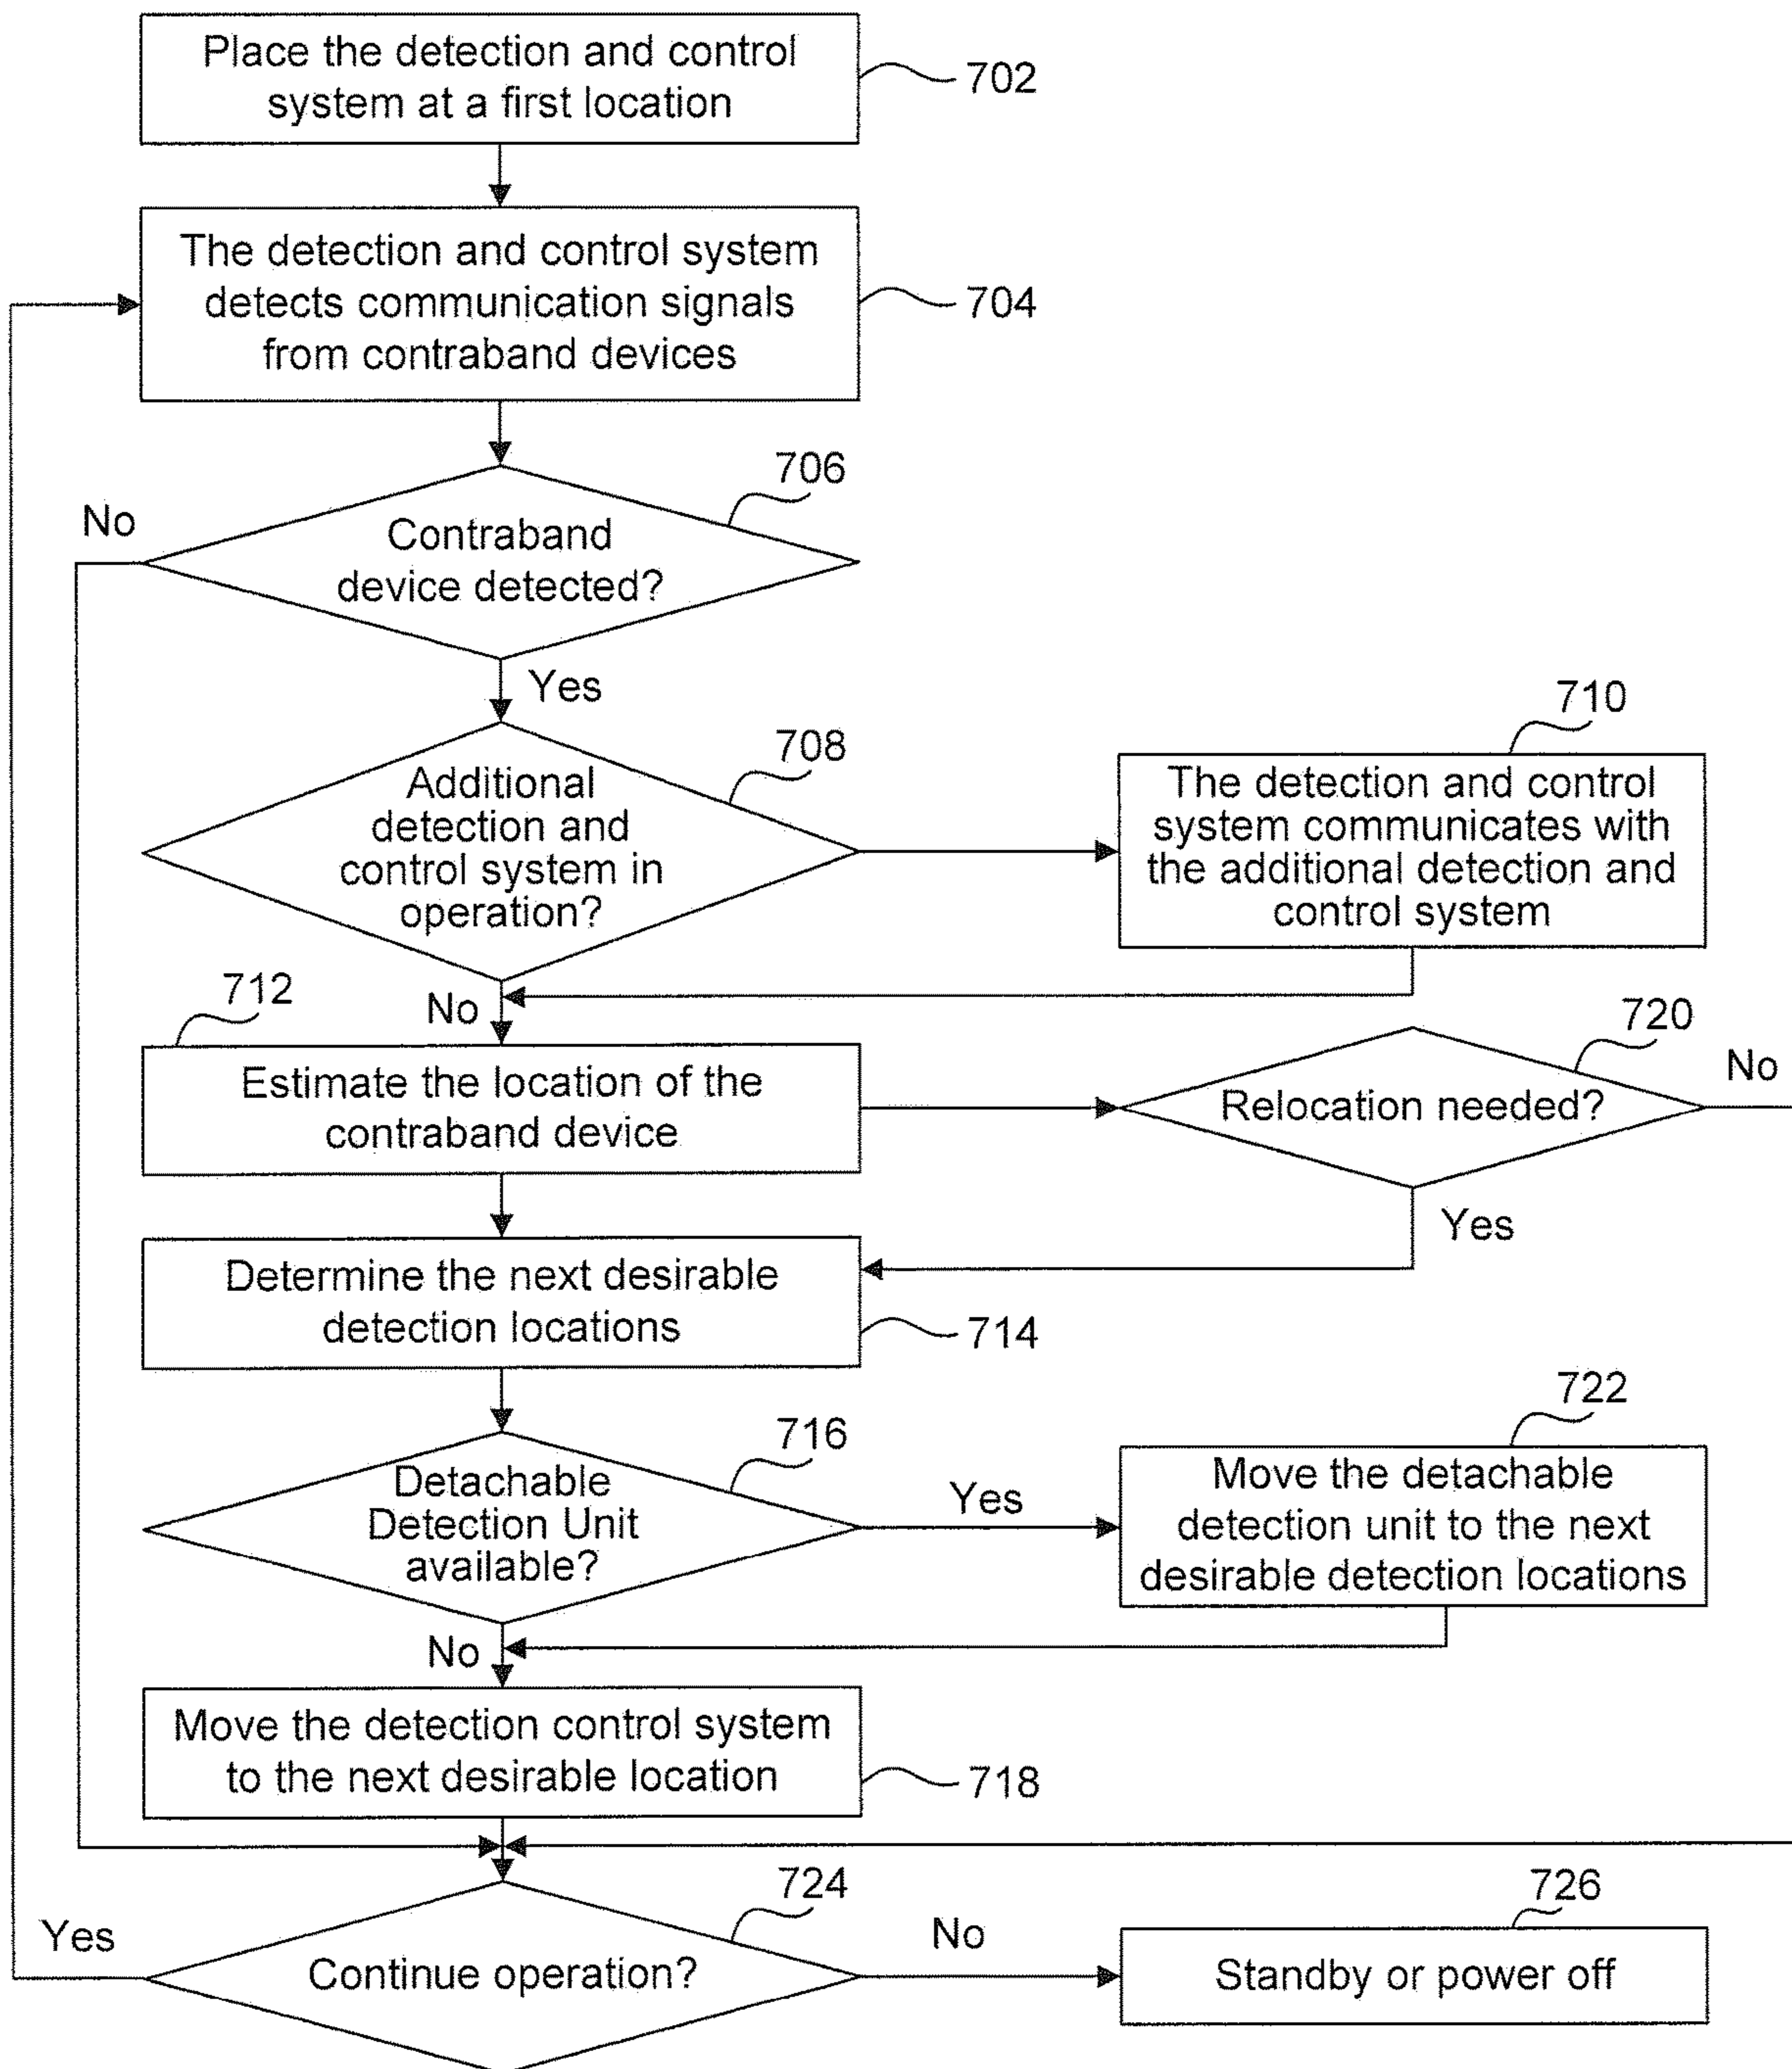 Place the detection and control
system at a first location
702
The detection and control system
detects communication signals
from contraband devices
704
706
No
Contraband
device detected?
Yes
708
Additional
detection and
control system in
operation?
710
The detection and control
system communicates with
the additional detection and
control system
712
No
Estimate the location of the
contraband device
720
No
Relocation needed?
Yes
Determine the next desirable
detection locations
714
716
Detachable
Detection Unit
available?
Yes
722
Move the detachable
detection unit to the next
desirable detection locations
No
Move the detection control system
to the next desirable location
718
724
Yes
Continue operation?
No
726
Standby or power off